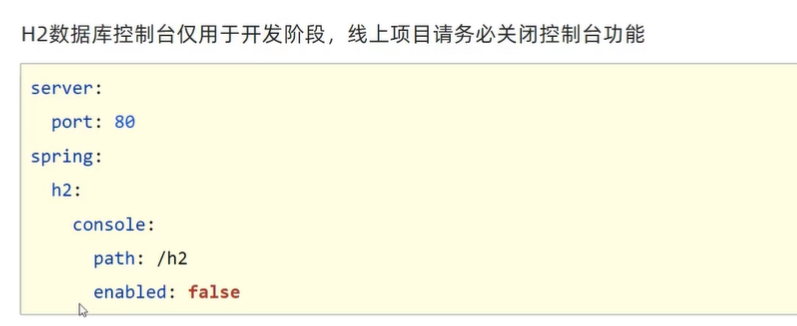 H2数据库控制台仅用于开发阶段，线上项目请务必关闭控制台功能
server:
  port: 80
spring:
  h2:
    console:
      path: /h2
      enabled: false